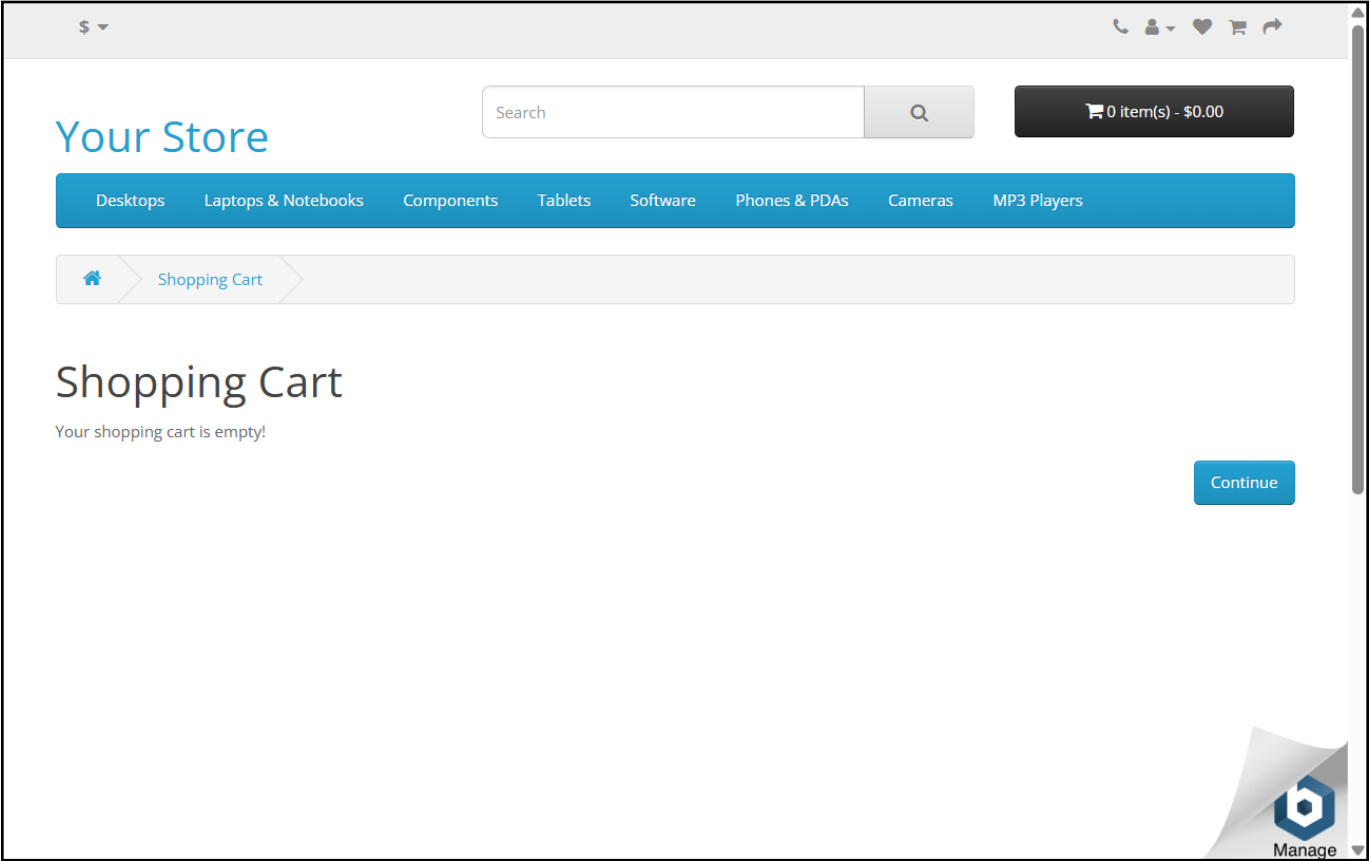 $
Search
0 item(s) - $0.00
Your Store
Desktops Laptops & Notebooks Components Tablets Software Phones & PDAs Cameras MP3 Players
Shopping Cart
Shopping Cart
Your shopping cart is empty!
Continue
b
Manage